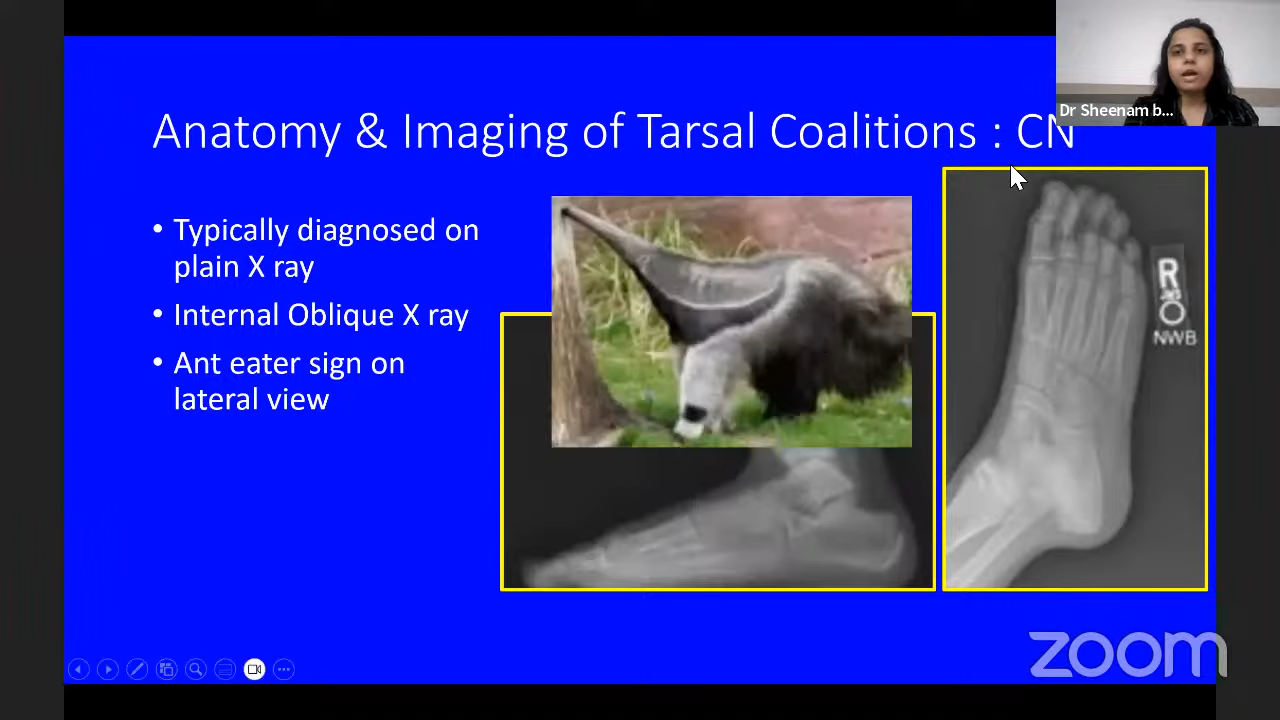 Dr Sheenam b...
Anatomy & Imaging of Tarsal Coalitions : CN
• Typically diagnosed on
plain X ray
• Internal Oblique X ray
• Ant eater sign on
lateral view
R
O
NWB
zoom